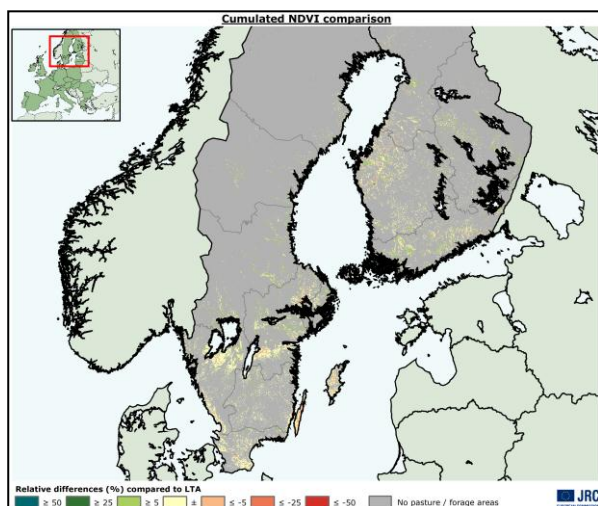 Cumulated NDVI comparison
Relative differences (%) compared to LTA
≥ 50 ≥ 25 ≥ 5 ± ≤ -5 ≤ -25 ≤ -50 No pasture / forage areas
JRC